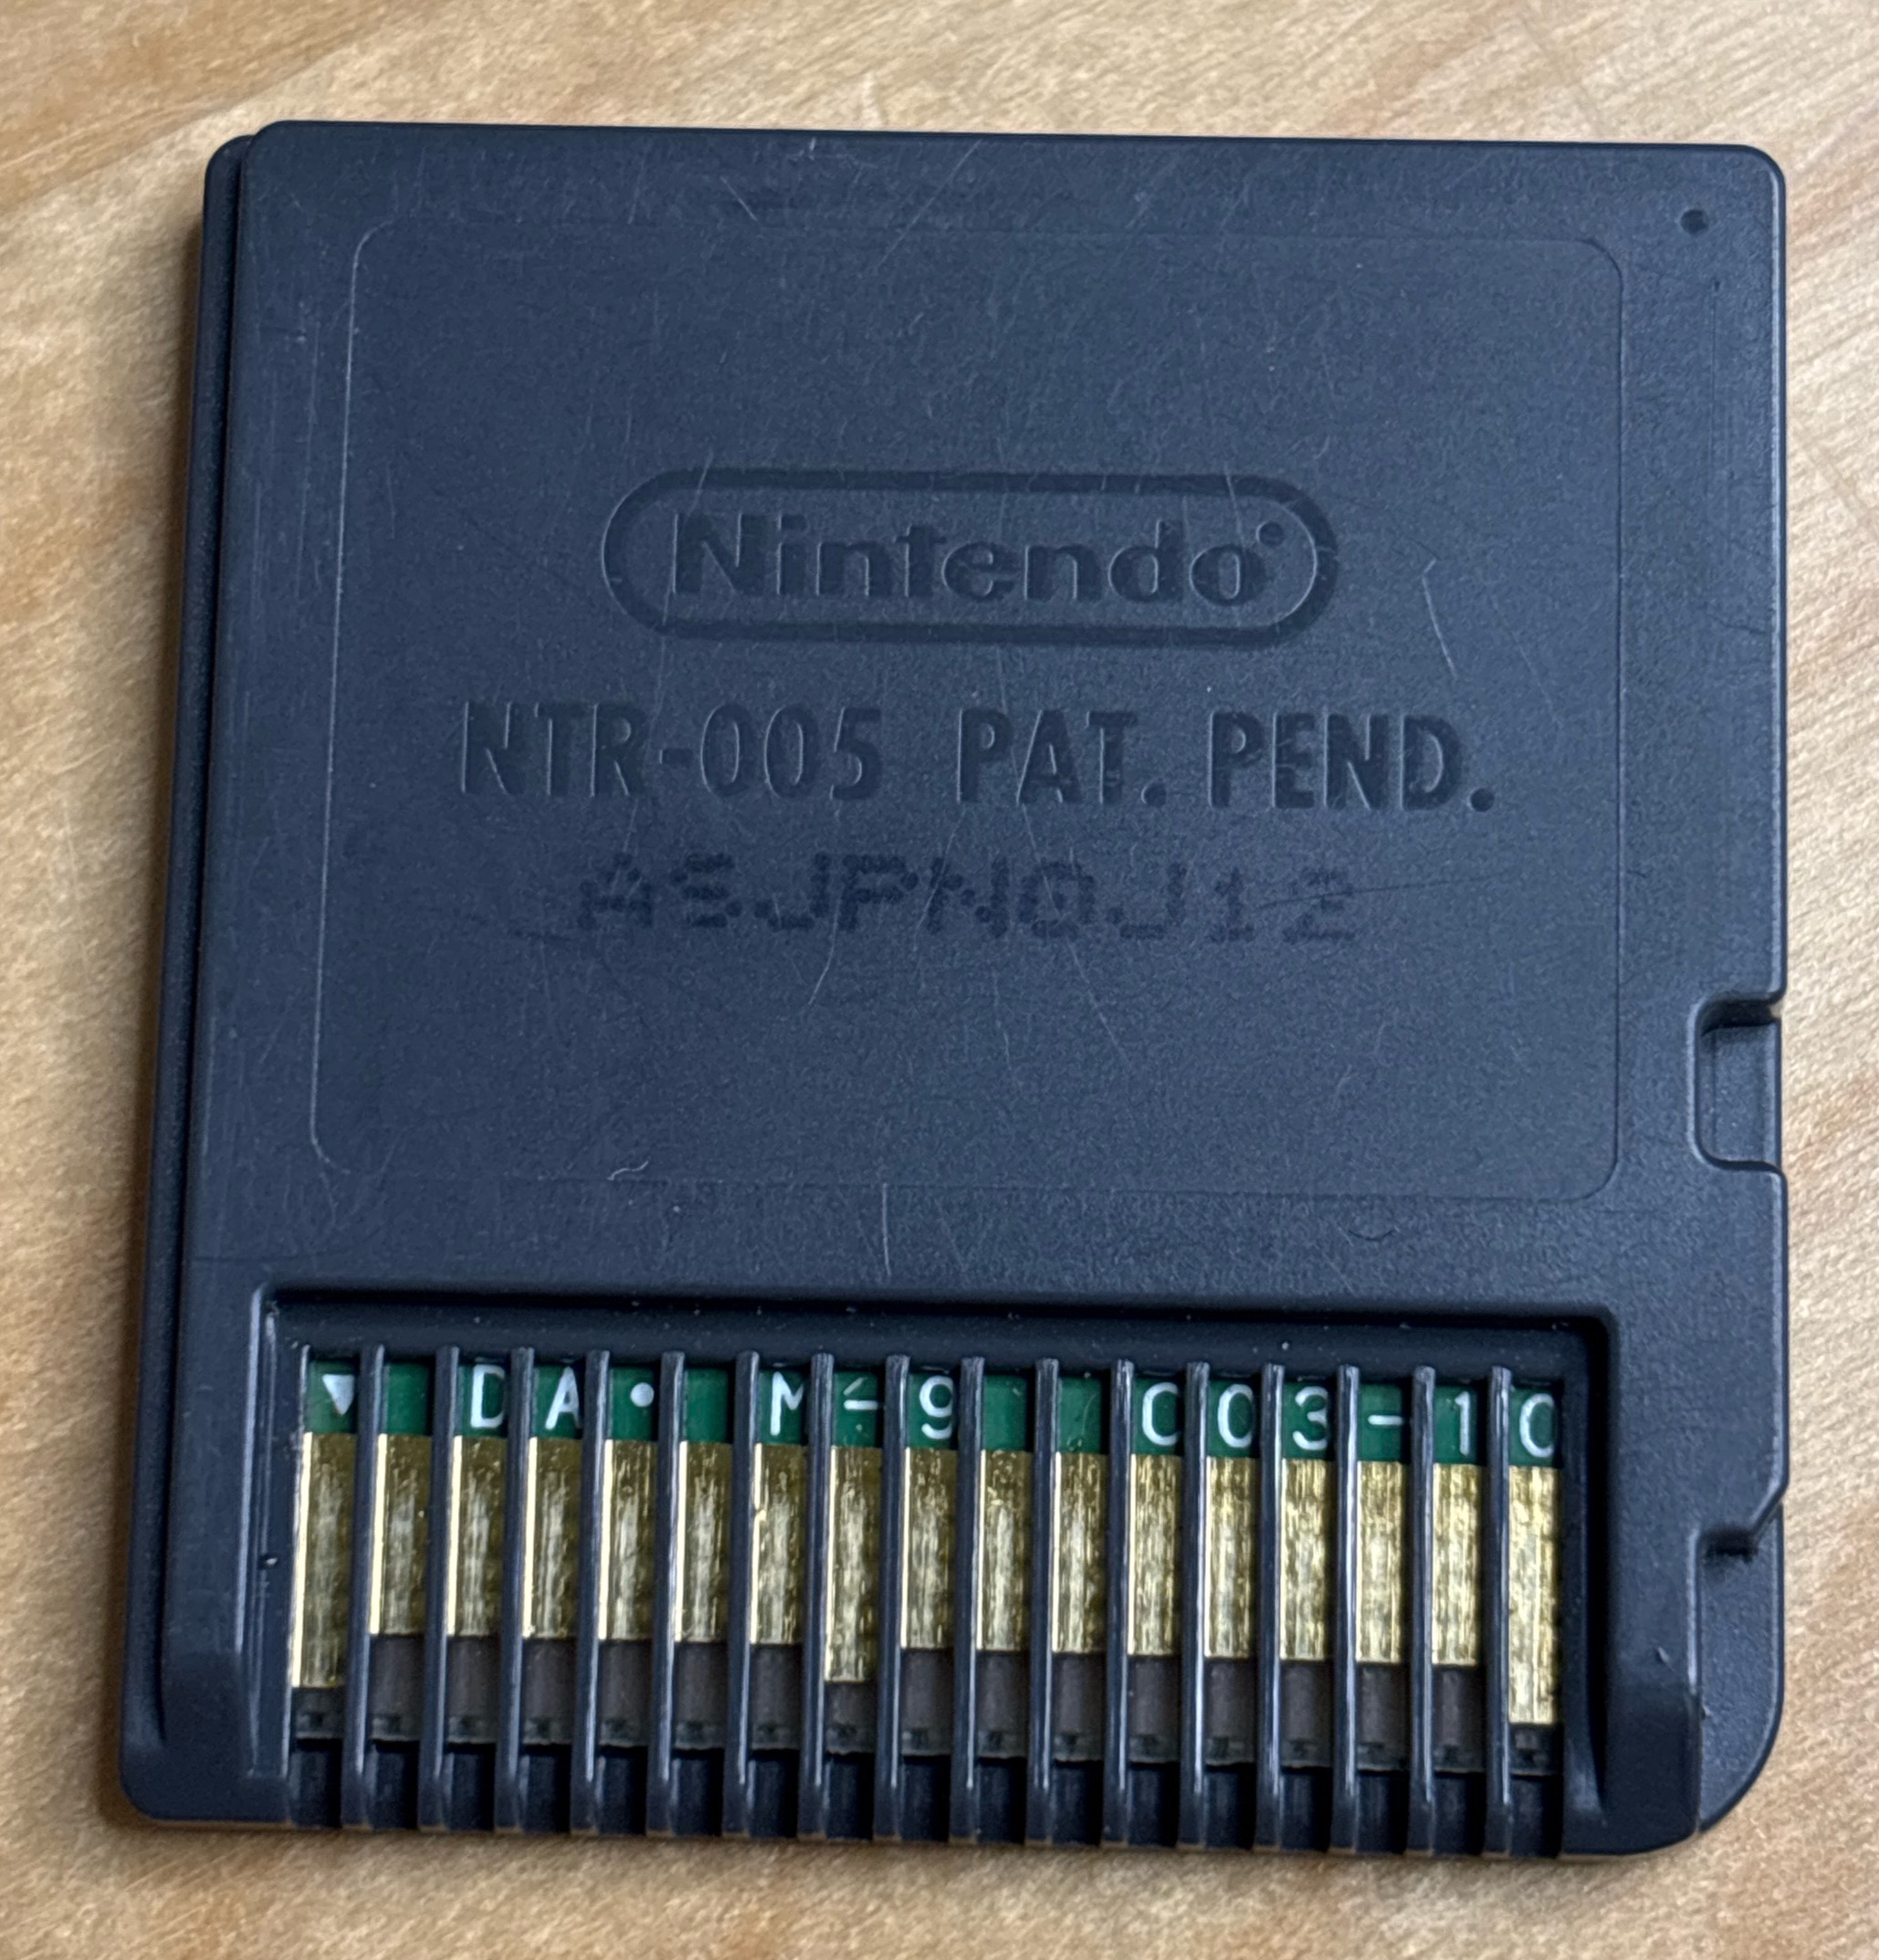 Nintendo
NTR-005 PAT. PEND.
ASJPN0J12
▼ DA• M-9 003-10